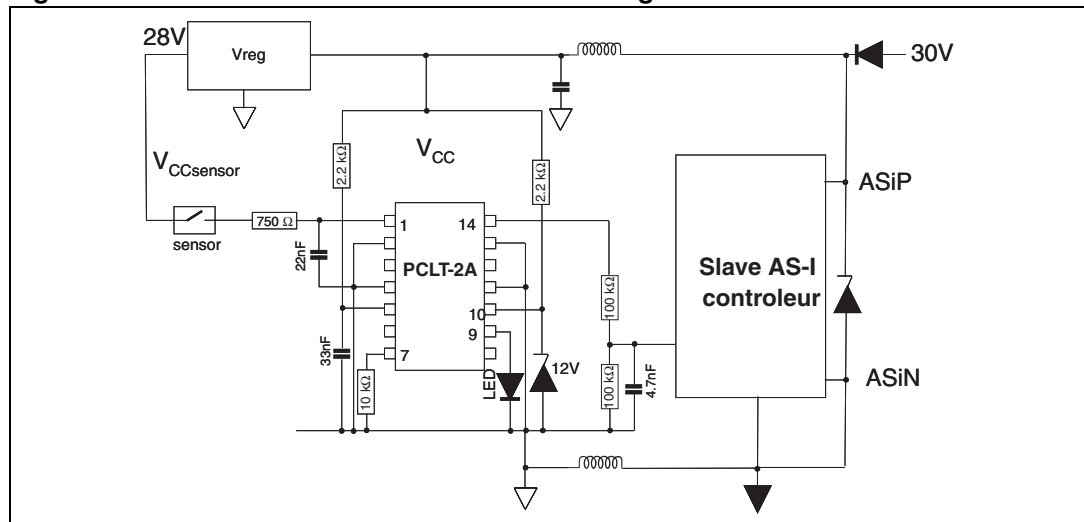 28V
Vreg
30V
VCCsensor
VCC
2.2 kΩ
2.2 kΩ
sensor
750 Ω
22nF
1
14
PCLT-2A
10
9
7
33nF
10 kΩ
LED
12V
100 kΩ
100 kΩ
4.7nF
Slave AS-I
controleur
ASiP
ASiN